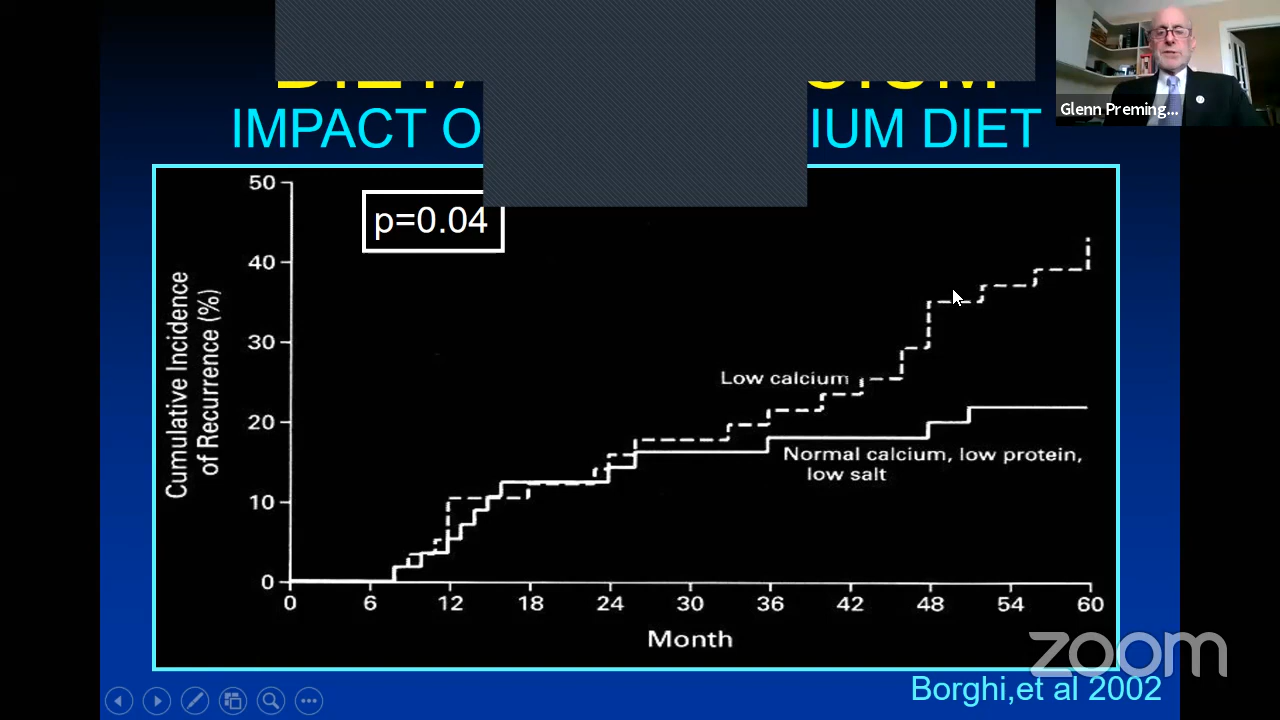 IMPACT O IUM DIET
Glenn Preming...
p=0.04
50
40
30
20
10
0
Cumulative Incidence
of Recurrence (%)
Low calcium
Normal calcium, low protein,
low salt
0 6 12 18 24 30 36 42 48 54 60
Month
zoom
Borghi,et al 2002